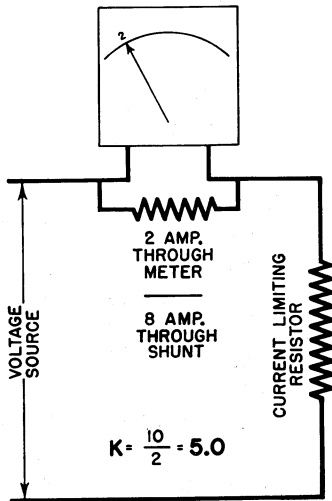 2
2 AMP.
THROUGH
METER
8 AMP.
THROUGH
SHUNT
VOLTAGE
SOURCE
CURRENT LIMITING
RESISTOR
K = 10/2 = 5.0